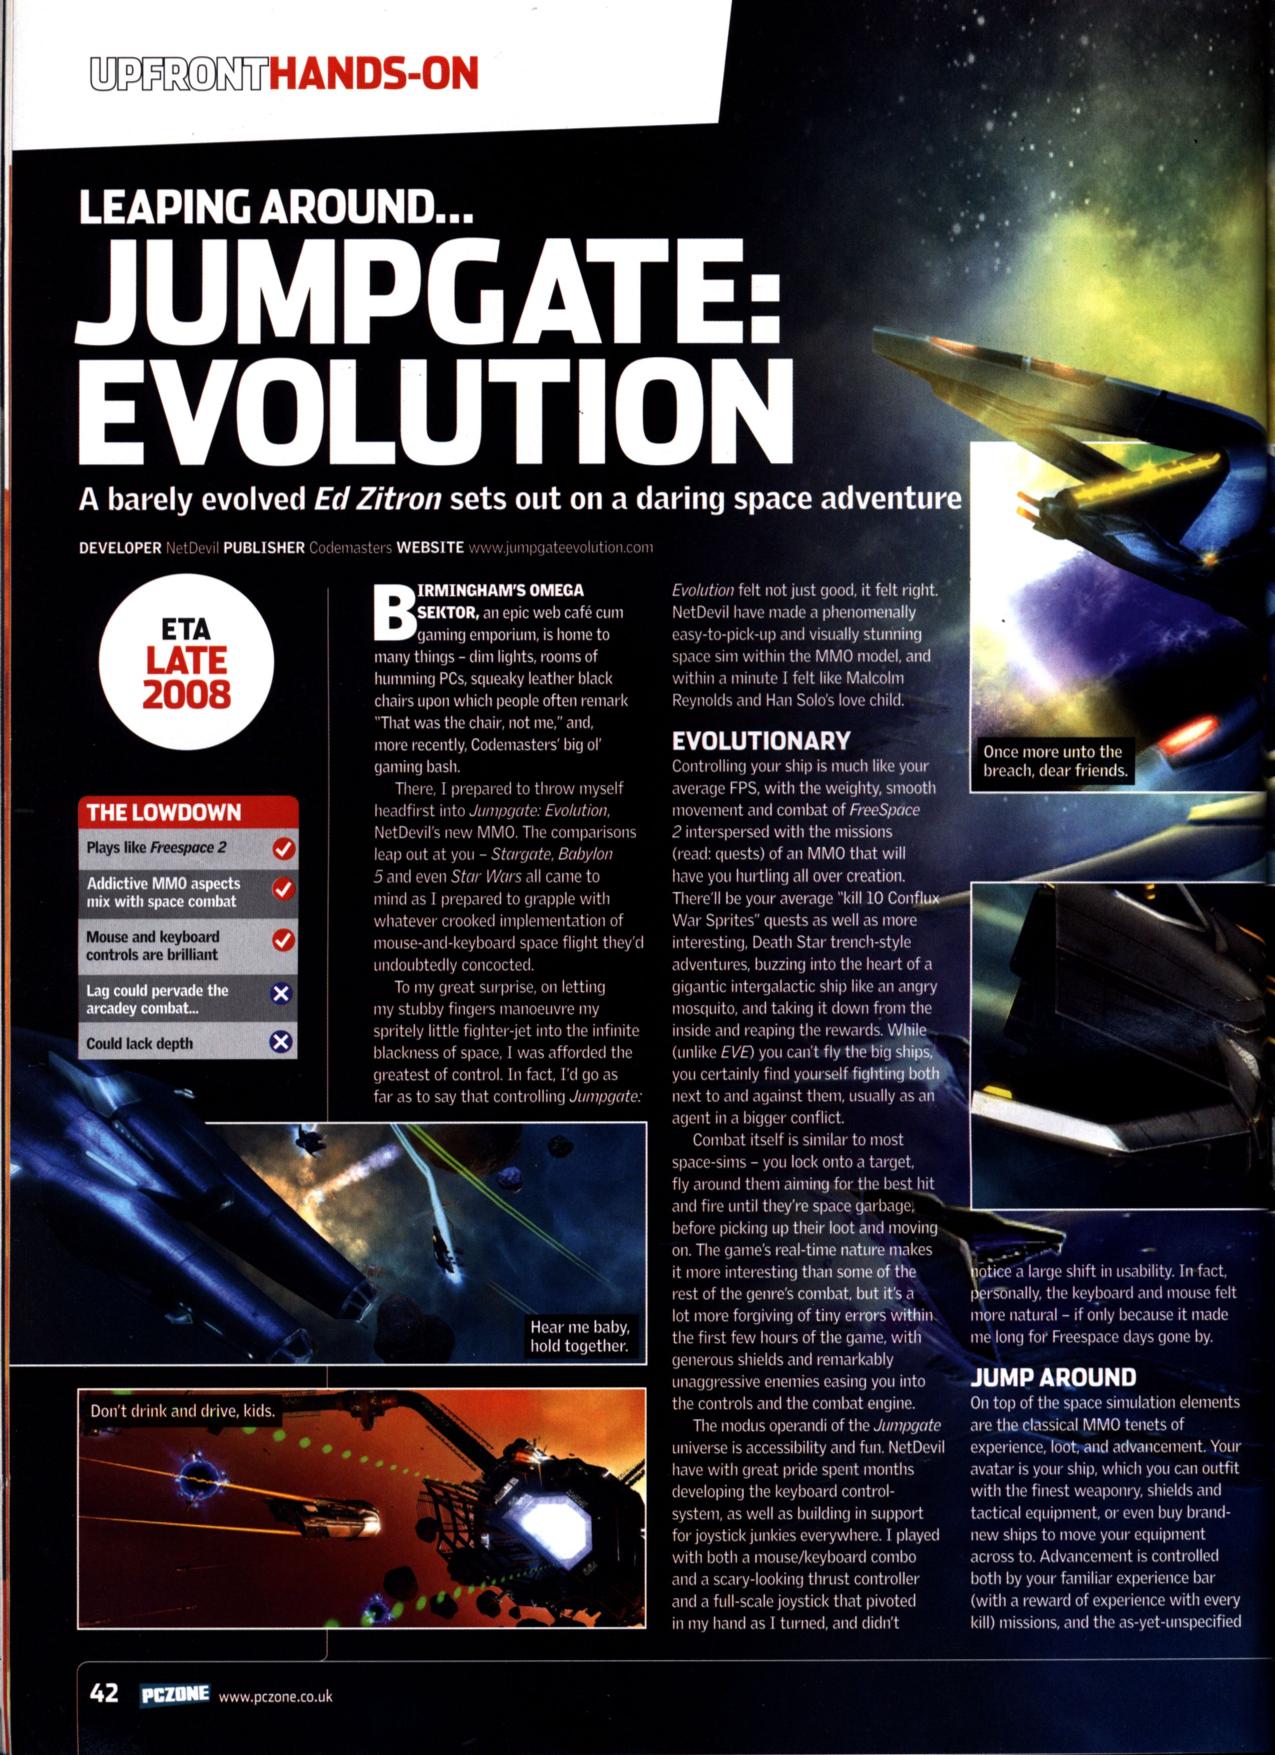 UPFRONTHANDS-ON
LEAPING AROUND...
JUMPGATE:
EVOLUTION
A barely evolved Ed Zitron sets out on a daring space adventure
DEVELOPER NetDevil PUBLISHER Codemasters WEBSITE www.jumpgateevolution.com
ETA
LATE
2008
THE LOWDOWN
Plays like Freespace 2
Addictive MMO aspects
mix with space combat
Mouse and keyboard
controls are brilliant
Lag could pervade the
arcadey combat...
Could lack depth
BIRMINGHAM'S OMEGA
SEKTOR, an epic web café cum
gaming emporium, is home to
many things – dim lights, rooms of
humming PCs, squeaky leather black
chairs upon which people often remark
"That was the chair, not me," and,
more recently, Codemasters' big ol'
gaming bash.
There, I prepared to throw myself
headfirst into Jumpgate: Evolution,
NetDevil's new MMO. The comparisons
leap out at you – Stargate, Babylon
5 and even Star Wars all came to
mind as I prepared to grapple with
whatever crooked implementation of
mouse-and-keyboard space flight they'd
undoubtedly concocted.
To my great surprise, on letting
my stubby fingers manoeuvre my
spritely little fighter-jet into the infinite
blackness of space, I was afforded the
greatest of control. In fact, I'd go as
far as to say that controlling Jumpgate:
Evolution felt not just good, it felt right.
NetDevil have made a phenomenally
easy-to-pick-up and visually stunning
space sim within the MMO model, and
within a minute I felt like Malcolm
Reynolds and Han Solo's love child.
EVOLUTIONARY
Controlling your ship is much like your
average FPS, with the weighty, smooth
movement and combat of FreeSpace
2 interspersed with the missions
(read: quests) of an MMO that will
have you hurtling all over creation.
There'll be your average "kill 10 Conflux
War Sprites" quests as well as more
interesting, Death Star trench-style
adventures, buzzing into the heart of a
gigantic intergalactic ship like an angry
mosquito, and taking it down from the
inside and reaping the rewards. While
(unlike EVE) you can't fly the big ships,
you certainly find yourself fighting both
next to and against them, usually as an
agent in a bigger conflict.
Combat itself is similar to most
space-sims – you lock onto a target,
fly around them aiming for the best hit
and fire until they're space garbage,
before picking up their loot and moving
on. The game's real-time nature makes
it more interesting than some of the
rest of the genre's combat, but it's a
lot more forgiving of tiny errors within
the first few hours of the game, with
generous shields and remarkably
unaggressive enemies easing you into
the controls and the combat engine.
The modus operandi of the Jumpgate
universe is accessibility and fun. NetDevil
have with great pride spent months
developing the keyboard control-
system, as well as building in support
for joystick junkies everywhere. I played
with both a mouse/keyboard combo
and a scary-looking thrust controller
and a full-scale joystick that pivoted
in my hand as I turned, and didn't
notice a large shift in usability. In fact,
personally, the keyboard and mouse felt
more natural – if only because it made
me long for Freespace days gone by.
JUMP AROUND
On top of the space simulation elements
are the classical MMO tenets of
experience, loot, and advancement. Your
avatar is your ship, which you can outfit
with the finest weaponry, shields and
tactical equipment, or even buy brand-
new ships to move your equipment
across to. Advancement is controlled
both by your familiar experience bar
(with a reward of experience with every
kill) missions, and the as-yet-unspecified
Once more unto the
breach, dear friends.
Hear me baby,
hold together.
Don't drink and drive, kids.
42 PCZONE www.pczone.co.uk